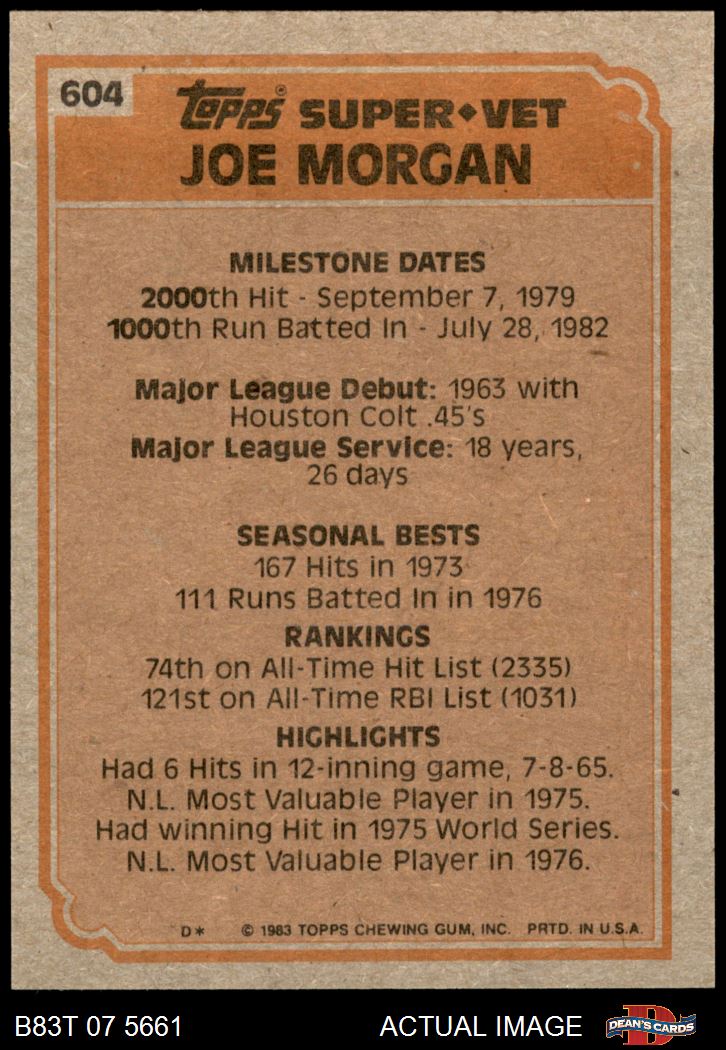 604
Topps® SUPER◆VET
JOE MORGAN
MILESTONE DATES
2000th Hit - September 7, 1979
1000th Run Batted In - July 28, 1982
Major League Debut: 1963 with
Houston Colt .45's
Major League Service: 18 years,
26 days
SEASONAL BESTS
167 Hits in 1973
111 Runs Batted In in 1976
RANKINGS
74th on All-Time Hit List (2335)
121st on All-Time RBI List (1031)
HIGHLIGHTS
Had 6 Hits in 12-inning game, 7-8-65.
N.L. Most Valuable Player in 1975.
Had winning Hit in 1975 World Series.
N.L. Most Valuable Player in 1976.
D* © 1983 TOPPS CHEWING GUM, INC. PRTD. IN U.S.A.
B83T 07 5661 ACTUAL IMAGE D DEAN'S CARDS